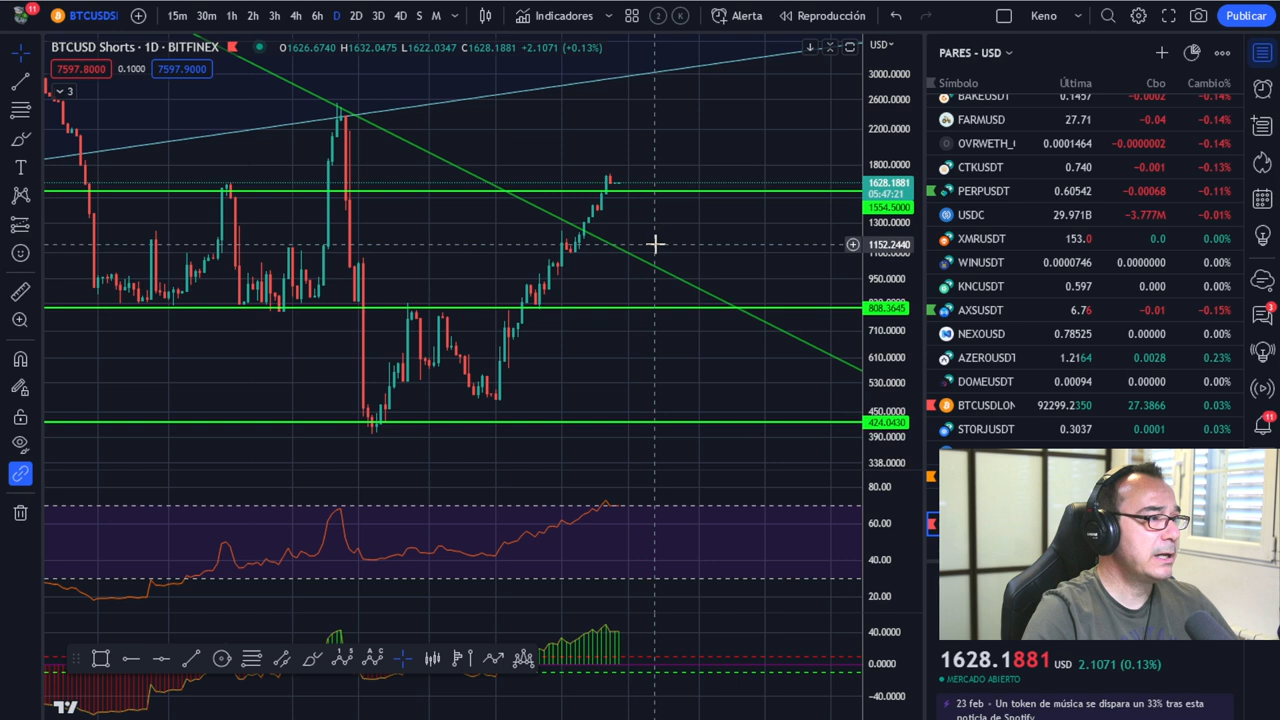 11
BTCUSDS
15m 30m 1h 2h 3h 4h 6h D 2D 3D 4D S M
Indicadores
2 K
Alerta
Reproducción
Keno
Publicar
BTCUSD Shorts · 1D · BITFINEX
O1626.6740 H1632.0475 L1622.0347 C1628.1881 +2.1071 (+0.13%)
7597.8000 0.1000 7597.9000
3
USD
3000.0000
2600.0000
2200.0000
1800.0000
1628.1881
05:47:21
1554.5000
1300.0000
1152.2440
1100.0000
950.0000
808.3645
710.0000
610.0000
530.0000
450.0000
424.0430
390.0000
338.0000
80.00
60.00
40.00
20.00
40.0000
0.0000
-40.0000
PARES - USD
Símbolo Última Cbo Cambio%
BAKEUSDT 0.1457 -0.0002 -0.14%
FARMUSD 27.71 -0.04 -0.14%
OVRWETH_ 0.0001464 -0.0000002 -0.14%
CTKUSDT 0.740 -0.001 -0.13%
PERPUSDT 0.60542 -0.00068 -0.11%
USDC 29.971B -3.777M -0.01%
XMRUSDT 153.0 0.0 0.00%
WINUSDT 0.0000746 0.0000000 0.00%
KNCUSDT 0.597 0.000 0.00%
AXSUSDT 6.76 -0.01 -0.15%
NEXOUSD 0.78525 0.00000 0.00%
AZEROUSDT 1.2164 0.0028 0.23%
DOMEUSDT 0.00094 0.00000 0.00%
BTCUSDLON 92299.2350 27.3866 0.03%
STORJUSDT 0.3037 0.0001 0.03%
3
11
1628.1881 USD 2.1071 (0.13%)
MERCADO ABIERTO
23 feb · Un token de música se dispara un 33% tras esta
noticia de Spotify